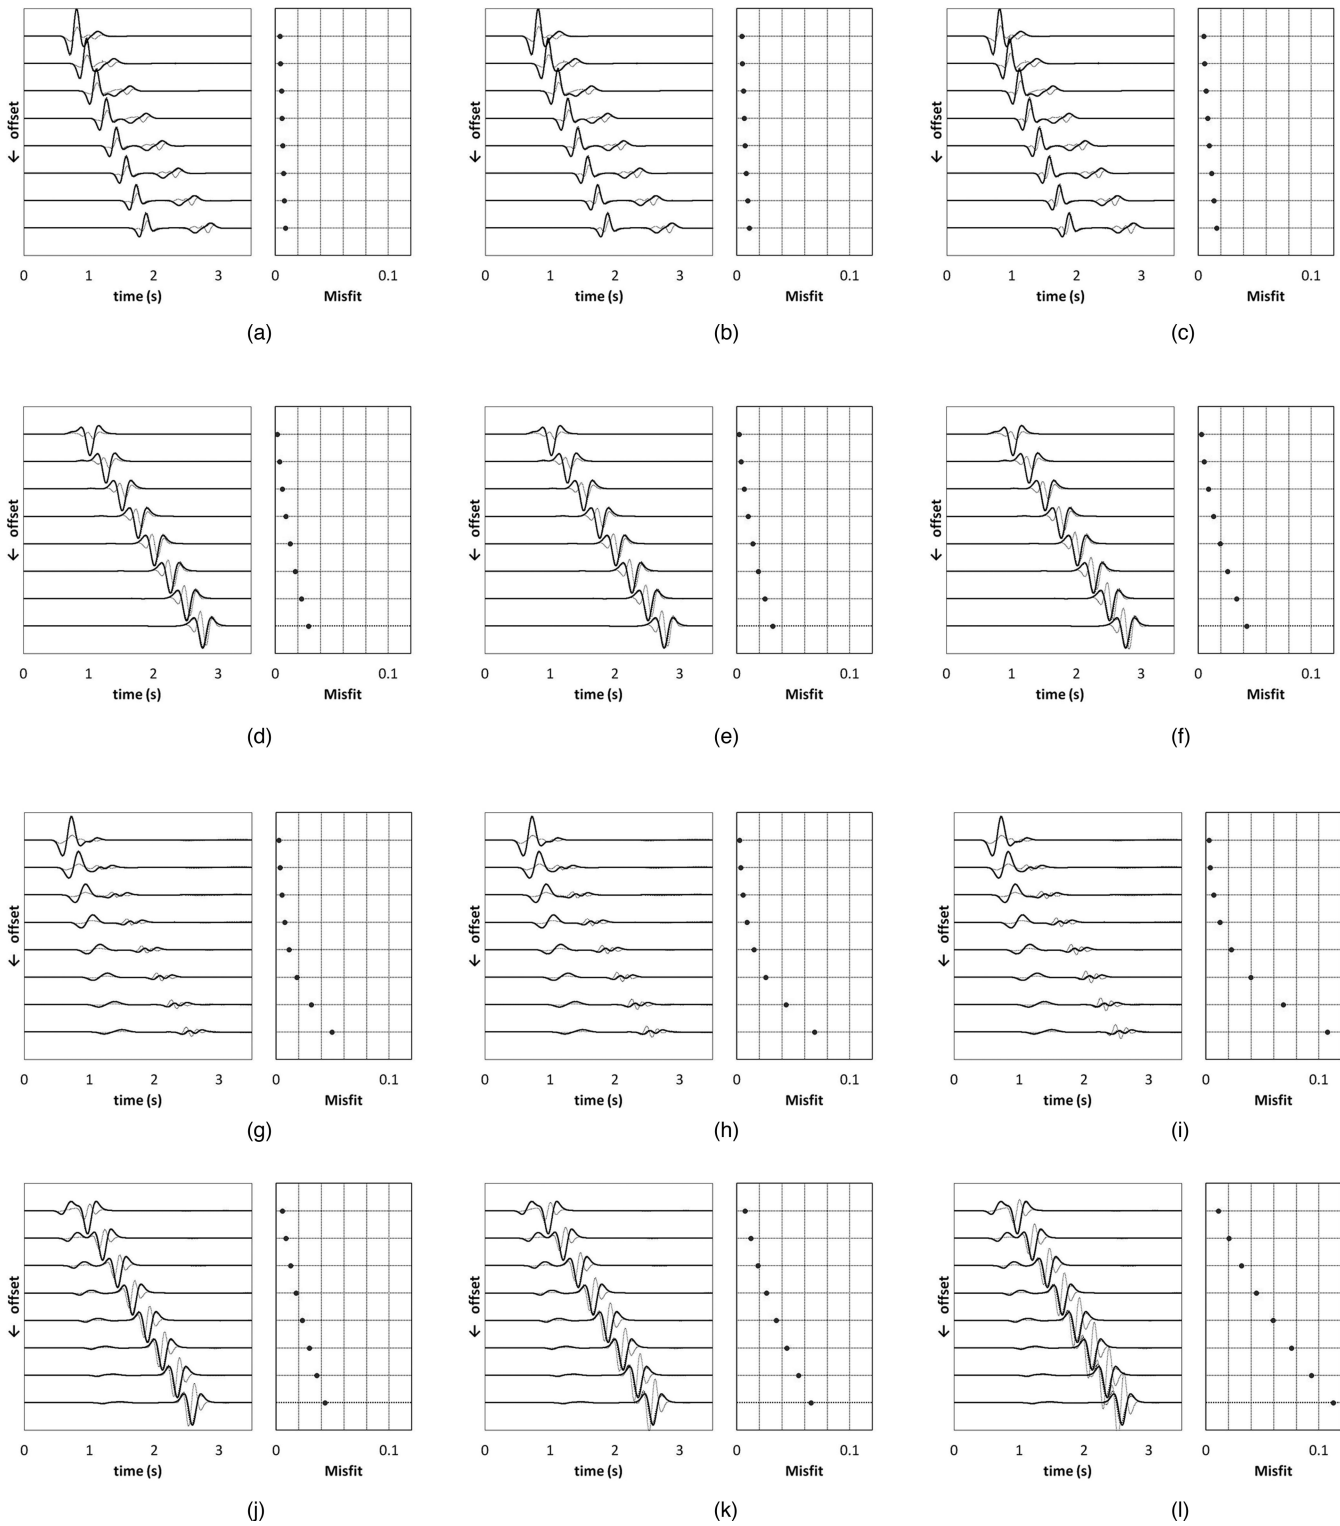 ← offset
0 1 2 3
time (s)
0 0.1
Misfit
(a)
← offset
0 1 2 3
time (s)
0 0.1
Misfit
(b)
← offset
0 1 2 3
time (s)
0 0.1
Misfit
(c)
← offset
0 1 2 3
time (s)
0 0.1
Misfit
(d)
← offset
0 1 2 3
time (s)
0 0.1
Misfit
(e)
← offset
0 1 2 3
time (s)
0 0.1
Misfit
(f)
← offset
0 1 2 3
time (s)
0 0.1
Misfit
(g)
← offset
0 1 2 3
time (s)
0 0.1
Misfit
(h)
← offset
0 1 2 3
time (s)
0 0.1
Misfit
(i)
← offset
0 1 2 3
time (s)
0 0.1
Misfit
(j)
← offset
0 1 2 3
time (s)
0 0.1
Misfit
(k)
← offset
0 1 2 3
time (s)
0 0.1
Misfit
(l)